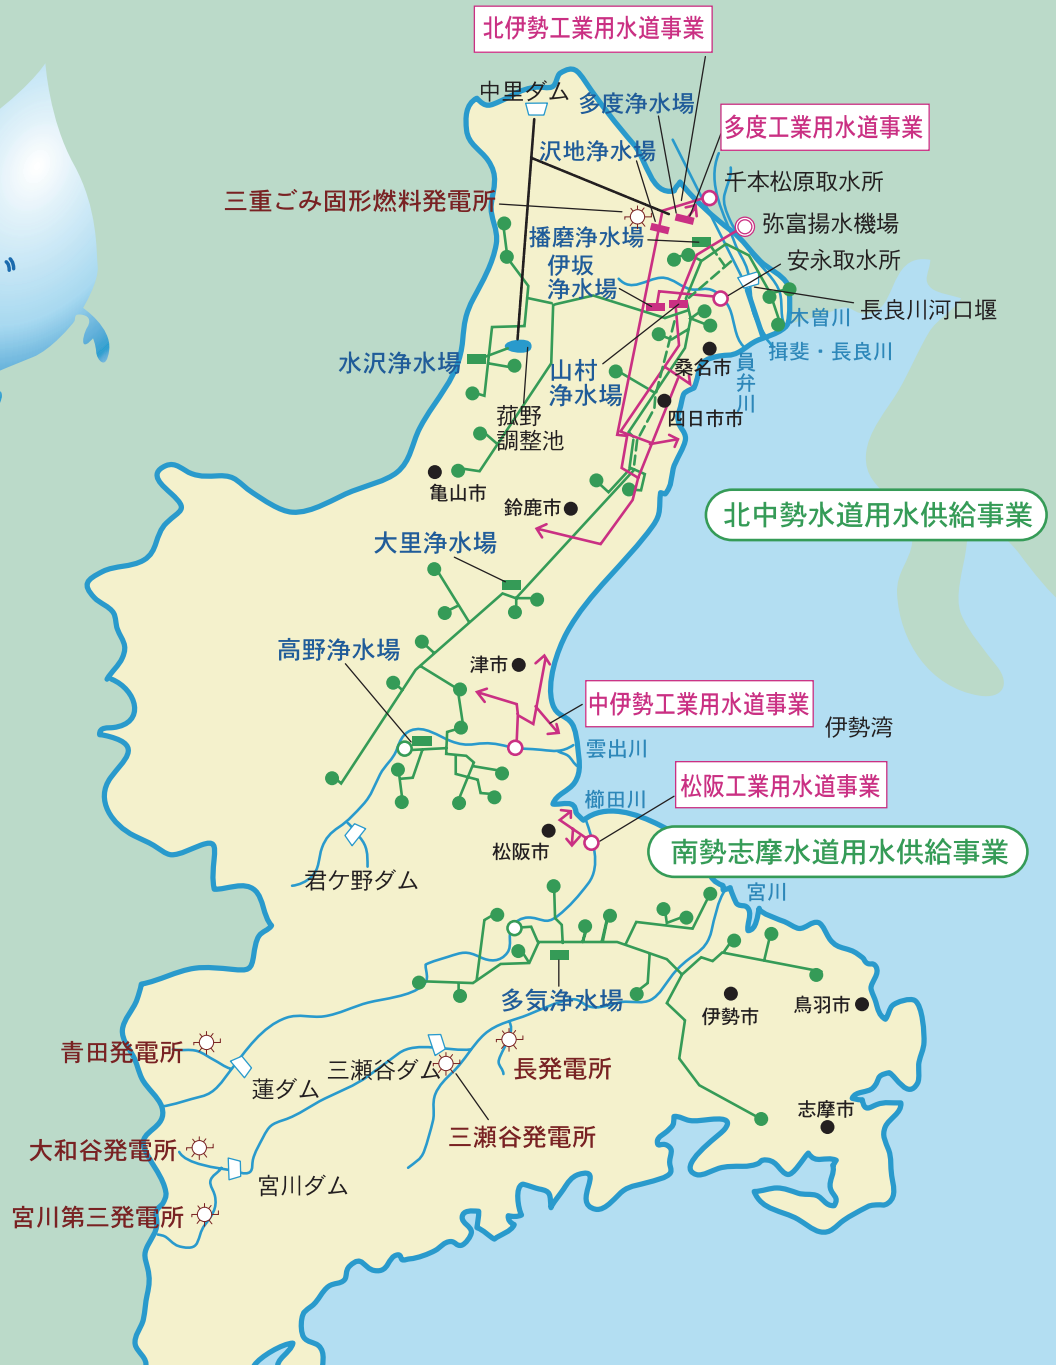 北伊勢工業用水道事業
中里ダム
多度浄水場
多度工業用水道事業
沢地浄水場
千本松原取水所
三重ごみ固形燃料発電所
弥富揚水機場
播磨浄水場
安永取水所
伊坂
浄水場
長良川河口堰
木曽川
揖斐・長良川
員弁川
水沢浄水場
山村
浄水場
桑名市
四日市市
菰野
調整池
亀山市
鈴鹿市
北中勢水道用水供給事業
大里浄水場
高野浄水場
津市
中伊勢工業用水道事業
伊勢湾
雲出川
松阪工業用水道事業
櫛田川
松阪市
南勢志摩水道用水供給事業
君ケ野ダム
宮川
多気浄水場
伊勢市
鳥羽市
青田発電所
三瀬谷ダム
長発電所
蓮ダム
志摩市
三瀬谷発電所
大和谷発電所
宮川ダム
宮川第三発電所